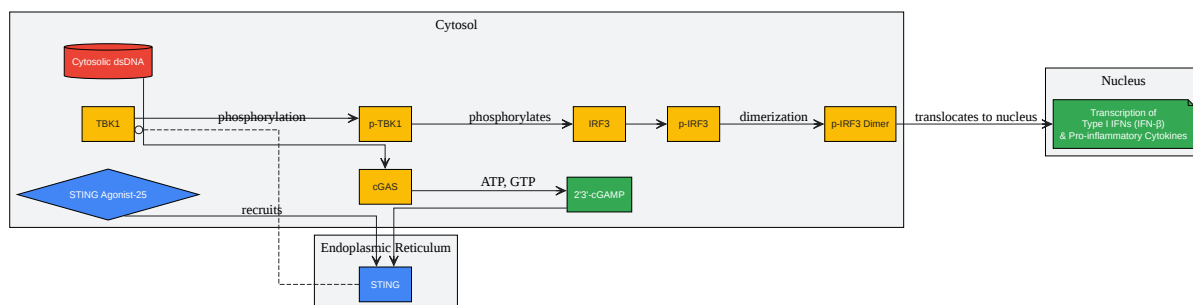 Cytosol
Cytosolic dsDNA
Nucleus
TBK1
phosphorylation
p-TBK1
phosphorylates
IRF3
p-IRF3
dimerization
p-IRF3 Dimer
translocates to nucleus
Transcription of
Type I IFNs (IFN-β)
& Pro-inflammatory Cytokines
STING Agonist-25
cGAS
ATP, GTP
2'3'-cGAMP
recruits
Endoplasmic Reticulum
STING